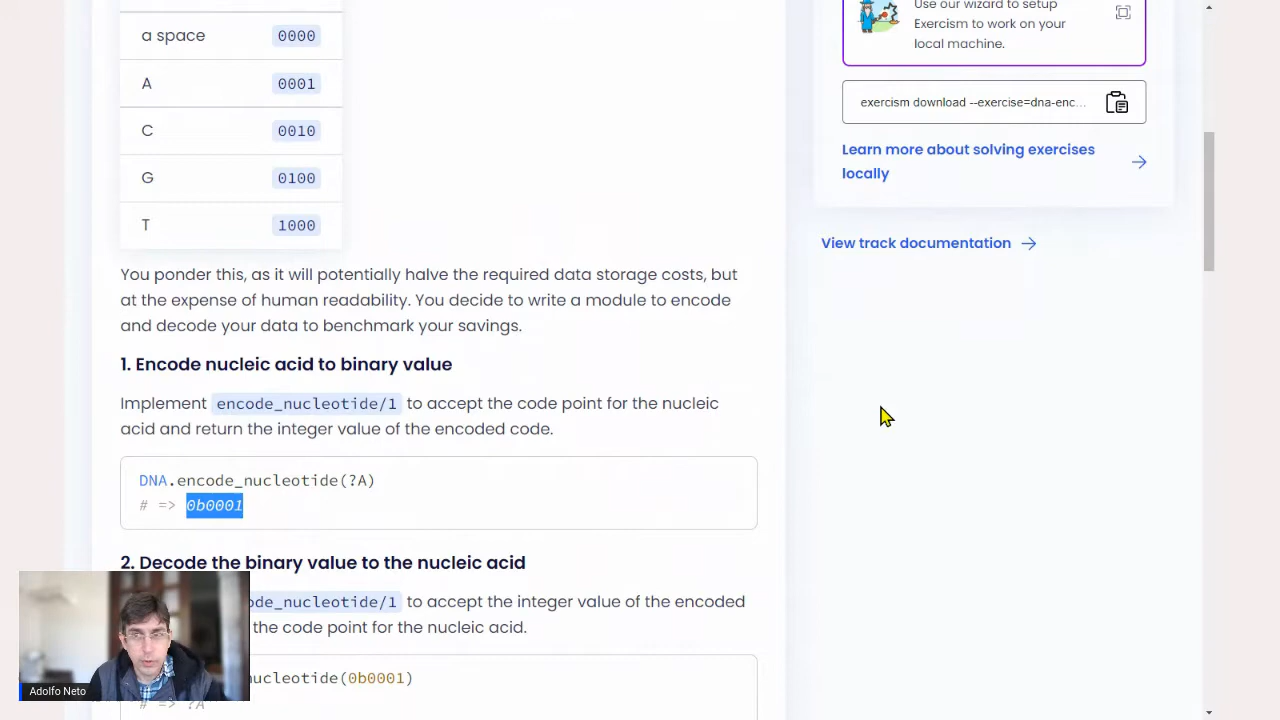 a space 0000
A 0001
C 0010
G 0100
T 1000
You ponder this, as it will potentially halve the required data storage costs, but
at the expense of human readability. You decide to write a module to encode
and decode your data to benchmark your savings.
1. Encode nucleic acid to binary value
Implement encode_nucleotide/1 to accept the code point for the nucleic
acid and return the integer value of the encoded code.
DNA.encode_nucleotide(?A)
# => 0b0001
2. Decode the binary value to the nucleic acid
ode_nucleotide/1 to accept the integer value of the encoded
the code point for the nucleic acid.
nucleotide(0b0001)
# => ?A
Adolfo Neto
Use our wizard to setup
Exercism to work on your
local machine.
exercism download --exercise=dna-enc...
Learn more about solving exercises
locally
View track documentation